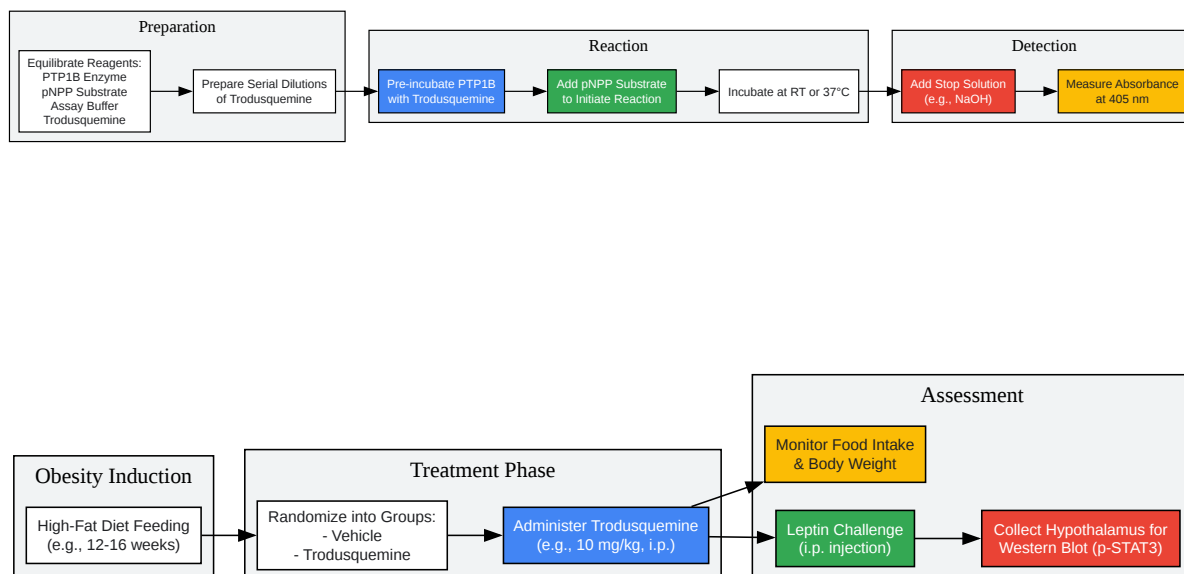 Preparation
Equilibrate Reagents:
PTP1B Enzyme
pNPP Substrate
Assay Buffer
Trodusquemine
Prepare Serial Dilutions
of Trodusquemine
Reaction
Pre-incubate PTP1B
with Trodusquemine
Add pNPP Substrate
to Initiate Reaction
Incubate at RT or 37°C
Detection
Add Stop Solution
(e.g., NaOH)
Measure Absorbance
at 405 nm
Obesity Induction
High-Fat Diet Feeding
(e.g., 12-16 weeks)
Treatment Phase
Randomize into Groups:
- Vehicle
- Trodusquemine
Administer Trodusquemine
(e.g., 10 mg/kg, i.p.)
Assessment
Monitor Food Intake
& Body Weight
Leptin Challenge
(i.p. injection)
Collect Hypothalamus for
Western Blot (p-STAT3)